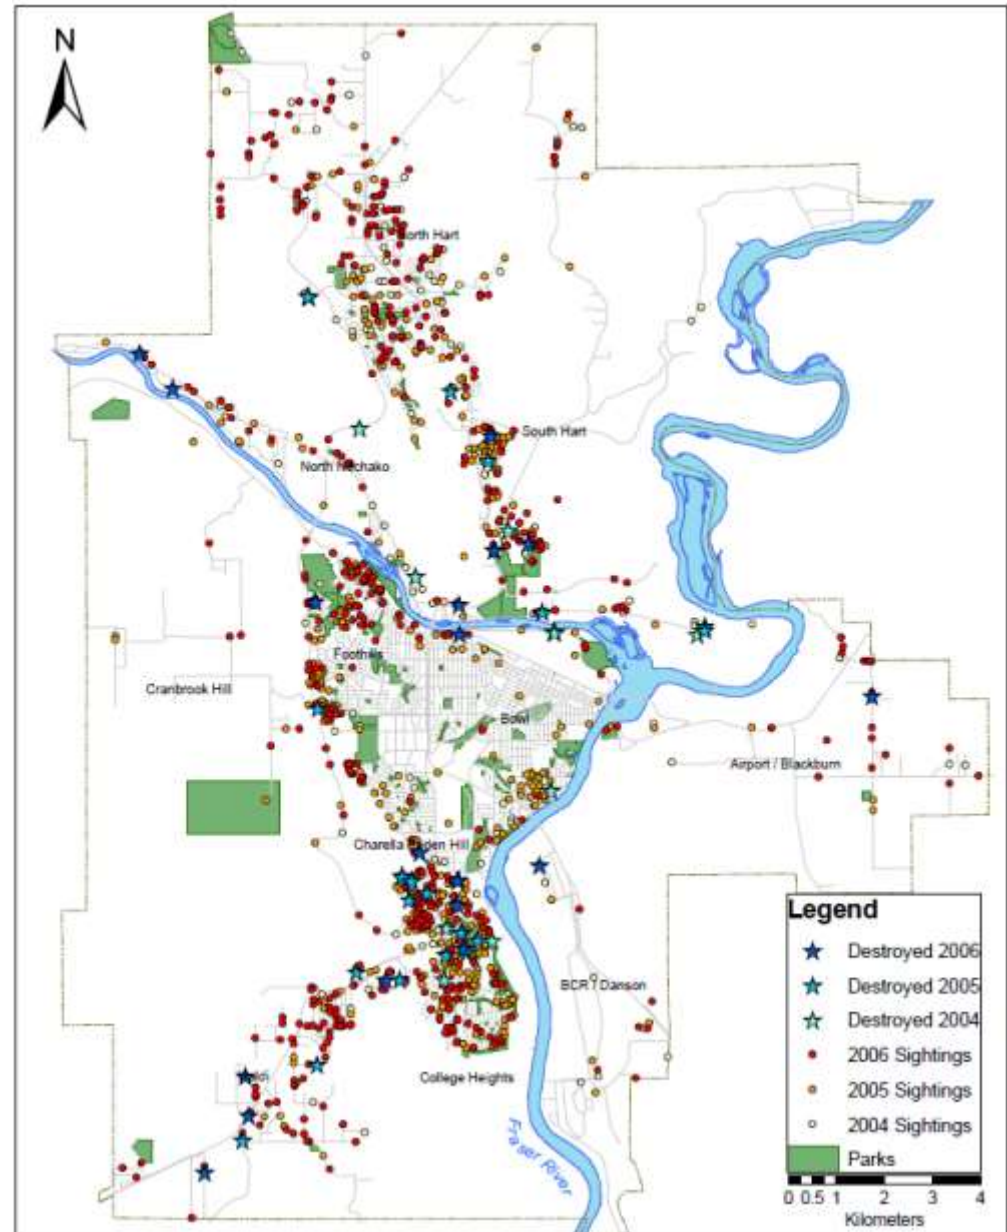 N
North Hart
South Hart
North Nechako
Foothills
Cranbrook Hill
Bowl
Airport / Blackburn
Charella
Hill
BCR / Danson
College Heights
Fraser River
Legend
Destroyed 2006
Destroyed 2005
Destroyed 2004
2006 Sightings
2005 Sightings
2004 Sightings
Parks
0 0.5 1 2 3 4
Kilometers